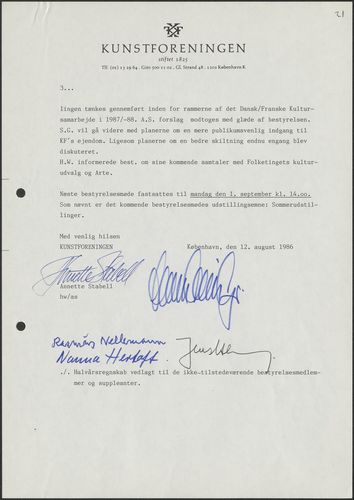 21
KUNSTFORENINGEN
stiftet 1825
Tlf. (01) 13 29 64 . Giro 500 11 02 . Gl. Strand 48 . 1202 København K
3...
lingen tænkes gennemført inden for rammerne af det Dansk/Franske Kultur-
samarbejde i 1987/-88. A.S. forslag modtoges med glæde af bestyrelsen.
S.G. vil gå videre med planerne om en mere publikumsvenlig indgang til
KF's ejendom. Ligesom planerne om en bedre skiltning endnu engang blev
diskuteret.
H.W. informerede best. om sine kommende samtaler med Folketingets kultur-
udvalg og Arte.
Næste bestyrelsesmøde fastsattes til mandag den 1. september kl. 14.oo.
Som nævnt er det kommende bestyrelsesmødes udstillingsemne: Sommerudstil-
linger.
Med venlig hilsen
KUNSTFORENINGEN København, den 12. august 1986
Annette Stabell
Annette Stabell
hw/as
Rasmus Nellemann
Nanna Hertoft
./. Halvårsregnskab vedlagt til de ikke-tilstedeværende bestyrelsesmedlem-
mer og suppleanter.